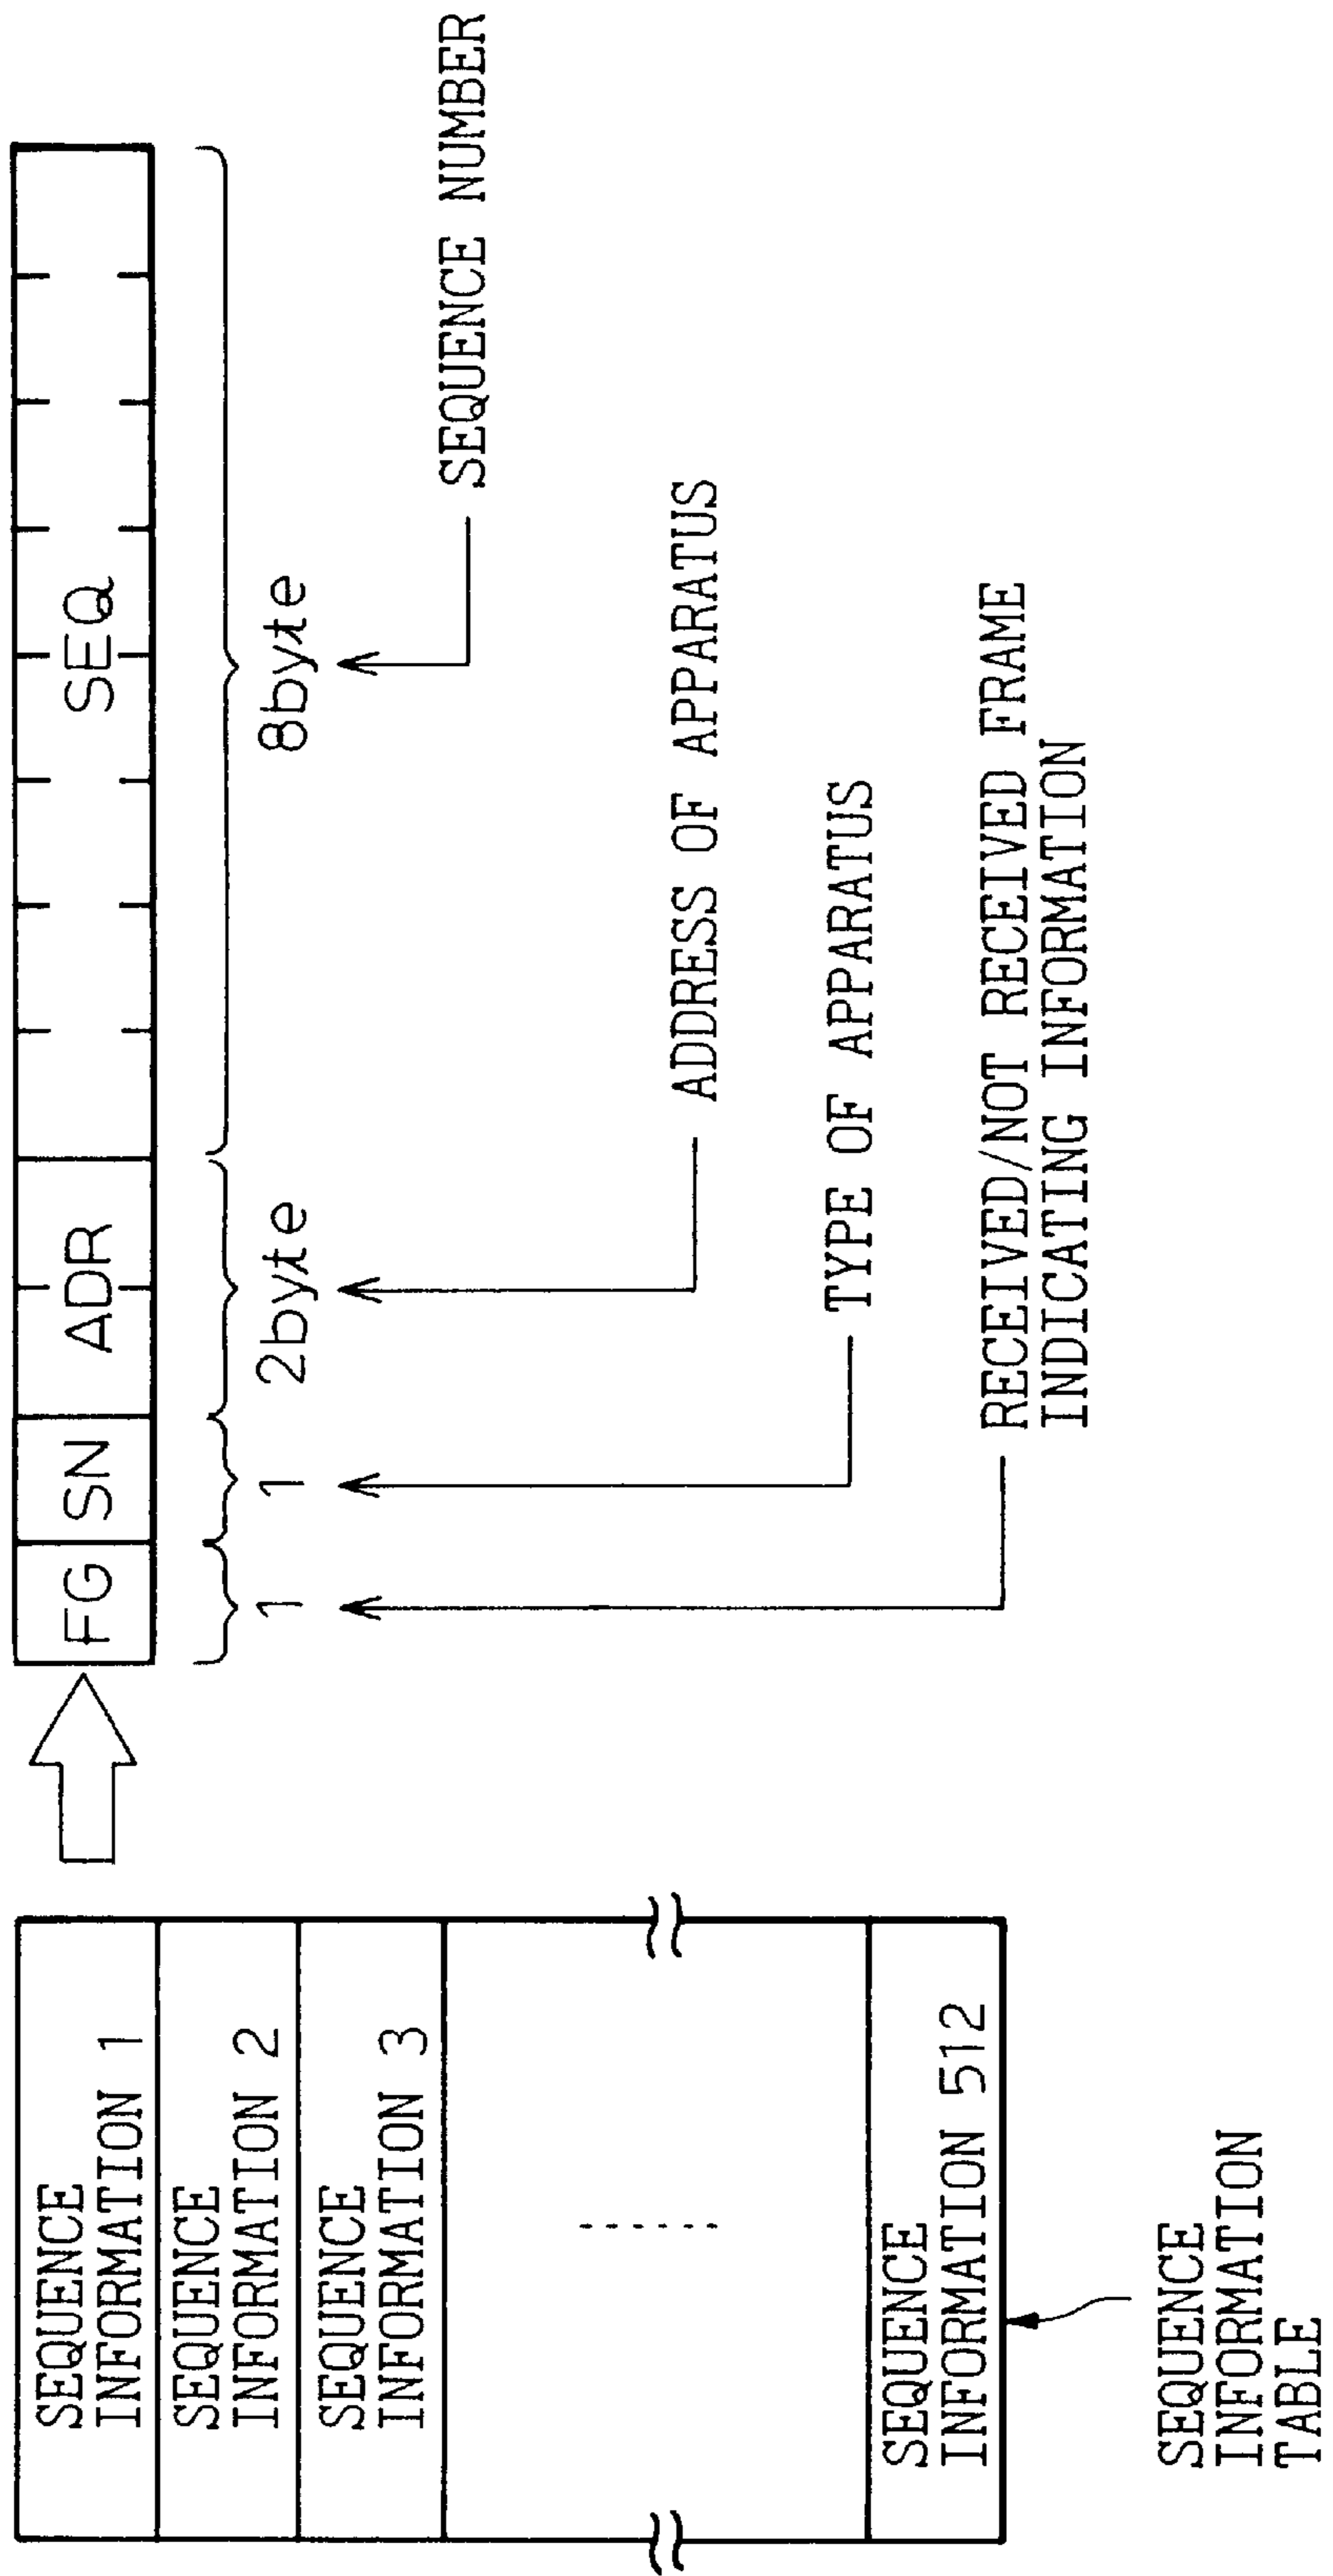 SEQUENCE
INFORMATION 1
SEQUENCE
INFORMATION 2
SEQUENCE
INFORMATION 3
SEQUENCE
INFORMATION 512
SEQUENCE
INFORMATION
TABLE
FG SN ADR SEQ
1 1 2byte 8byte
SEQUENCE NUMBER
ADDRESS OF APPARATUS
TYPE OF APPARATUS
RECEIVED/NOT RECEIVED FRAME
INDICATING INFORMATION